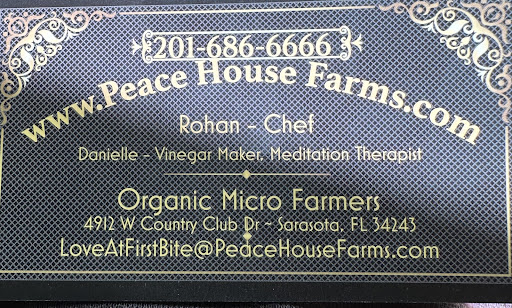 201-686-6666
www.Peace House Farms.com
Rohan - Chef
Danielle - Vinegar Maker, Meditation Therapist
Organic Micro Farmers
4912 W Country Club Dr ~ Sarasota, FL 34243
LoveAtFirstBite@PeaceHouseFarms.com